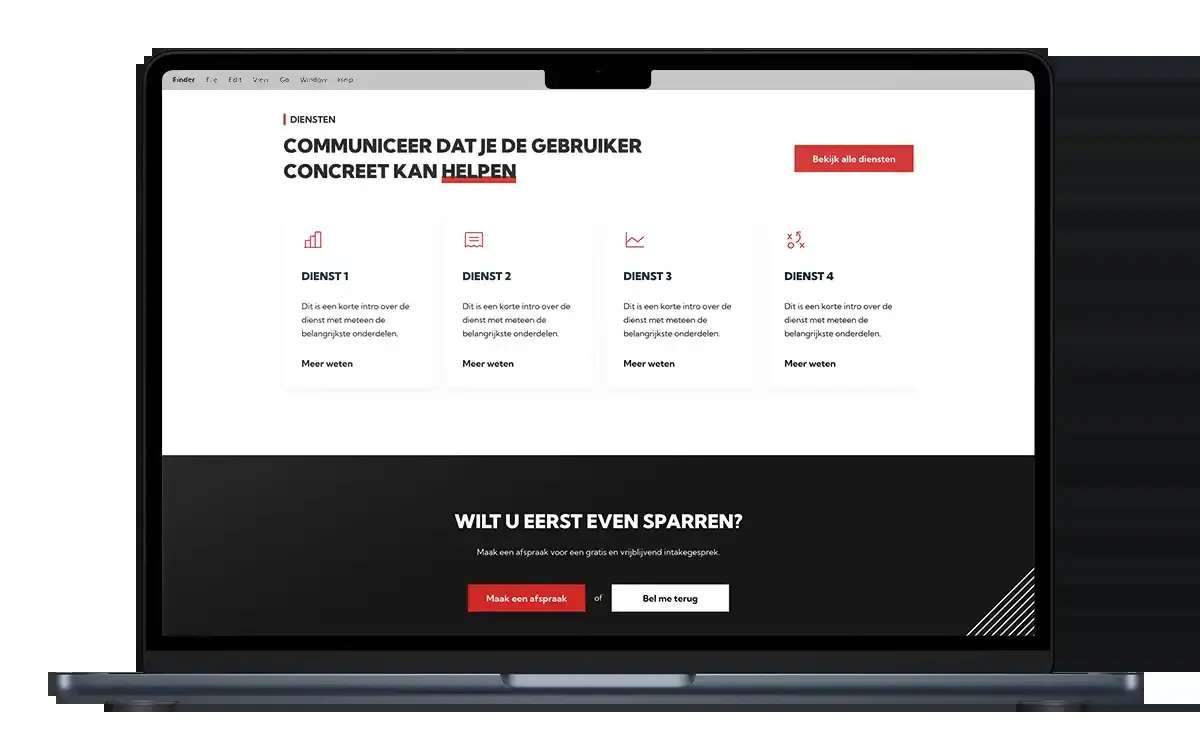 Finder File Edit View Go Window Help
DIENSTEN
COMMUNICEER DAT JE DE GEBRUIKER
CONCREET KAN HELPEN
Bekijk alle diensten
DIENST 1
Dit is een korte intro over de
dienst met meteen de
belangrijkste onderdelen.
Meer weten
DIENST 2
Dit is een korte intro over de
dienst met meteen de
belangrijkste onderdelen.
Meer weten
DIENST 3
Dit is een korte intro over de
dienst met meteen de
belangrijkste onderdelen.
Meer weten
DIENST 4
Dit is een korte intro over de
dienst met meteen de
belangrijkste onderdelen.
Meer weten
WILT U EERST EVEN SPARREN?
Maak een afspraak voor een gratis en vrijblijvend intakegesprek.
Maak een afspraak of Bel me terug